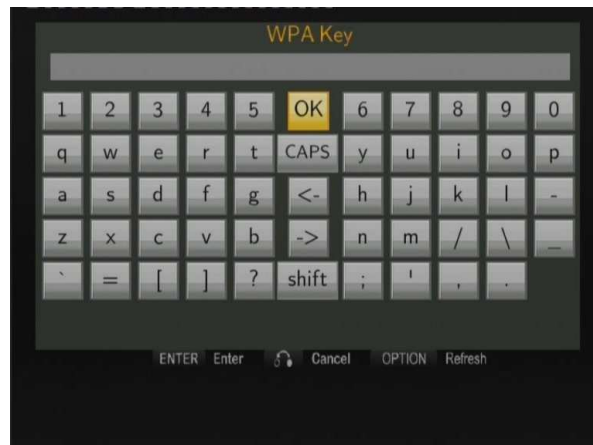 WPA Key
1 2 3 4 5 OK 6 7 8 9 0
q w e r t CAPS y u i o p
a s d f g <- h j k l -
z x c v b -> n m / \ _
` = [ ] ? shift ; ' , .
ENTER Enter Cancel OPTION Refresh